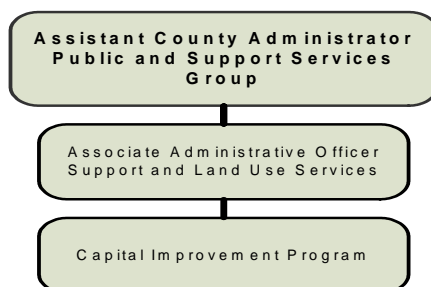 Assistant County Administrator
Public and Support Services
Group
Associate Administrative Officer
Support and Land Use Services
Capital Improvement Program